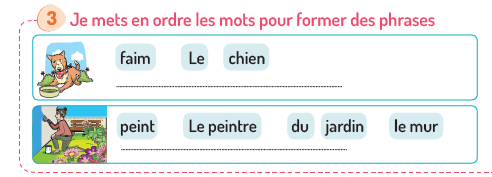 3 Je mets en ordre les mots pour former des phrases
faim Le chien
peint Le peintre du jardin le mur